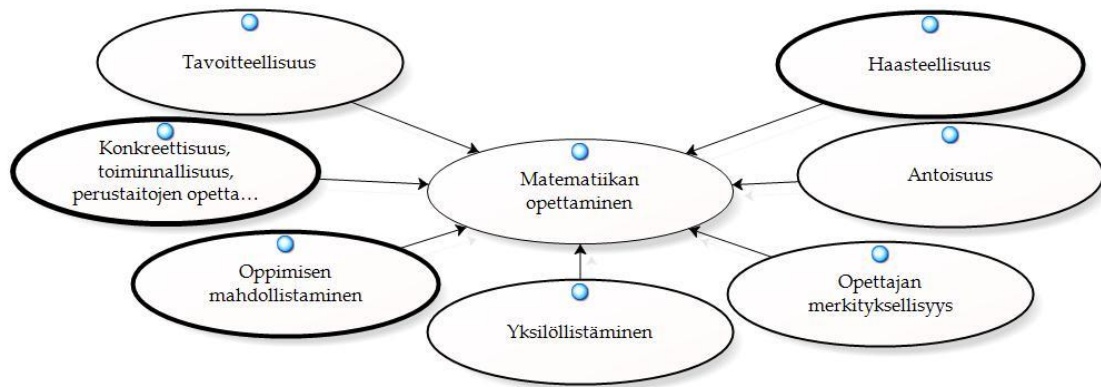 Tavoitteellisuus
Haasteellisuus
Konkreettisuus,
toiminnallisuus,
perustaitojen opetta...
Matematiikan
opettaminen
Antoisuus
Oppimisen
mahdollistaminen
Opettajan
merkityksellisyys
Yksilöllistäminen